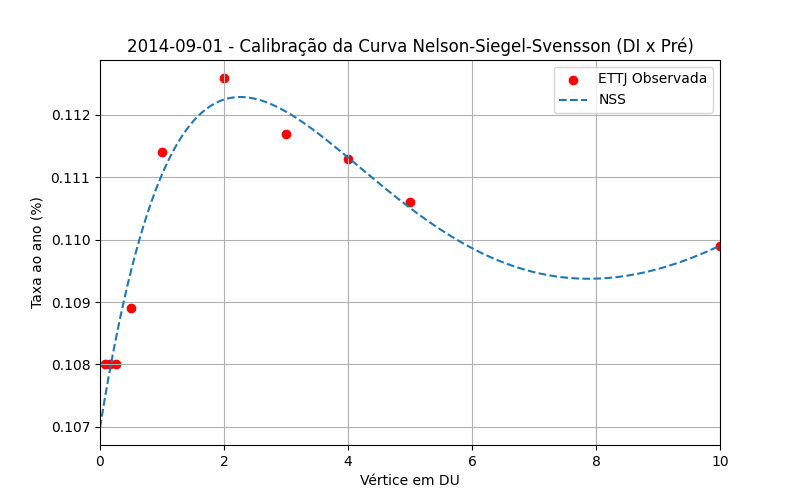 2014-09-01 - Calibração da Curva Nelson-Siegel-Svensson (DI x Pré)
ETTJ Observada
NSS
Taxa ao ano (%)
0.112
0.111
0.110
0.109
0.108
0.107
0 2 4 6 8 10
Vértice em DU